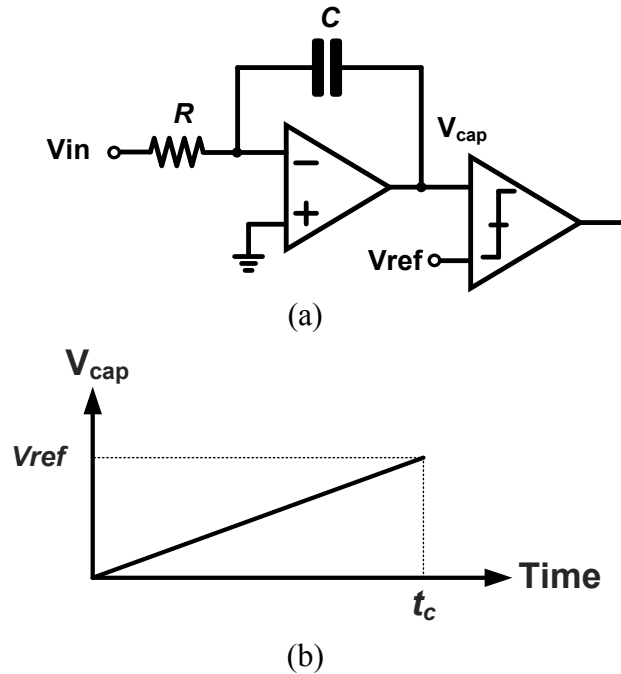 C
R
V_cap
Vin
−
+
Vref
(a)
V_cap
Vref
Time
t_c
(b)